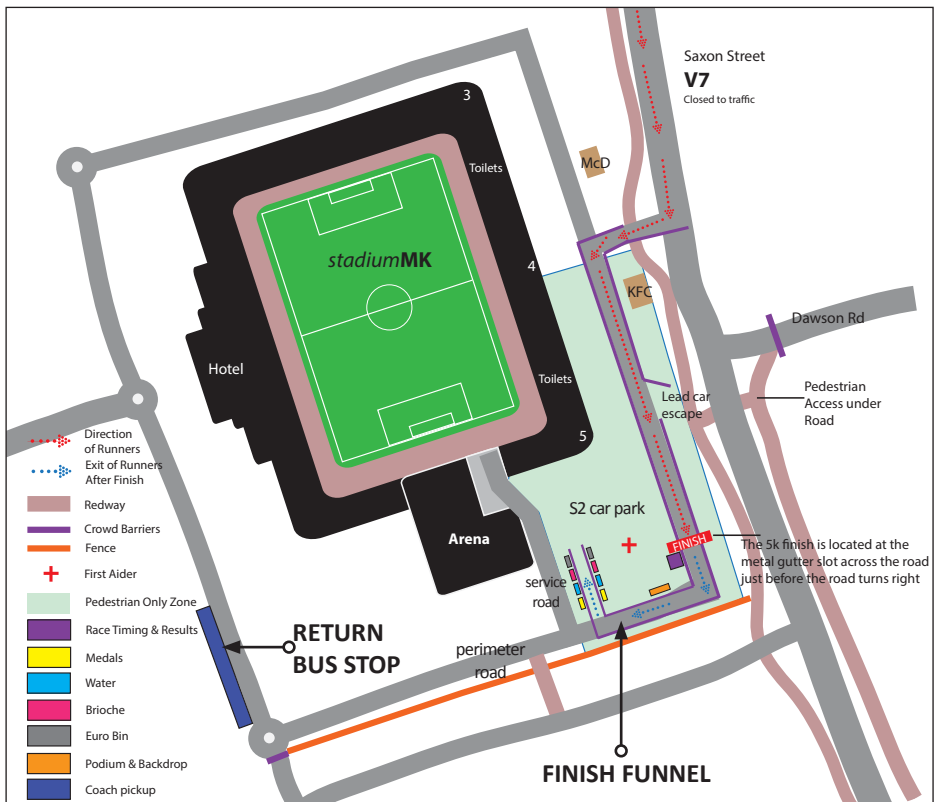 Saxon Street
V7
Closed to traffic
3
McD
Toilets
stadiumMK
4
KFC
Dawson Rd
Hotel
Toilets
Lead car
escape
Pedestrian
Access under
Road
5
S2 car park
Arena
FINISH
The 5k finish is located at the
metal gutter slot across the road
just before the road turns right
service
road
perimeter
road
RETURN
BUS STOP
FINISH FUNNEL
Direction
of Runners
Exit of Runners
After Finish
Redway
Crowd Barriers
Fence
First Aider
Pedestrian Only Zone
Race Timing & Results
Medals
Water
Brioche
Euro Bin
Podium & Backdrop
Coach pickup